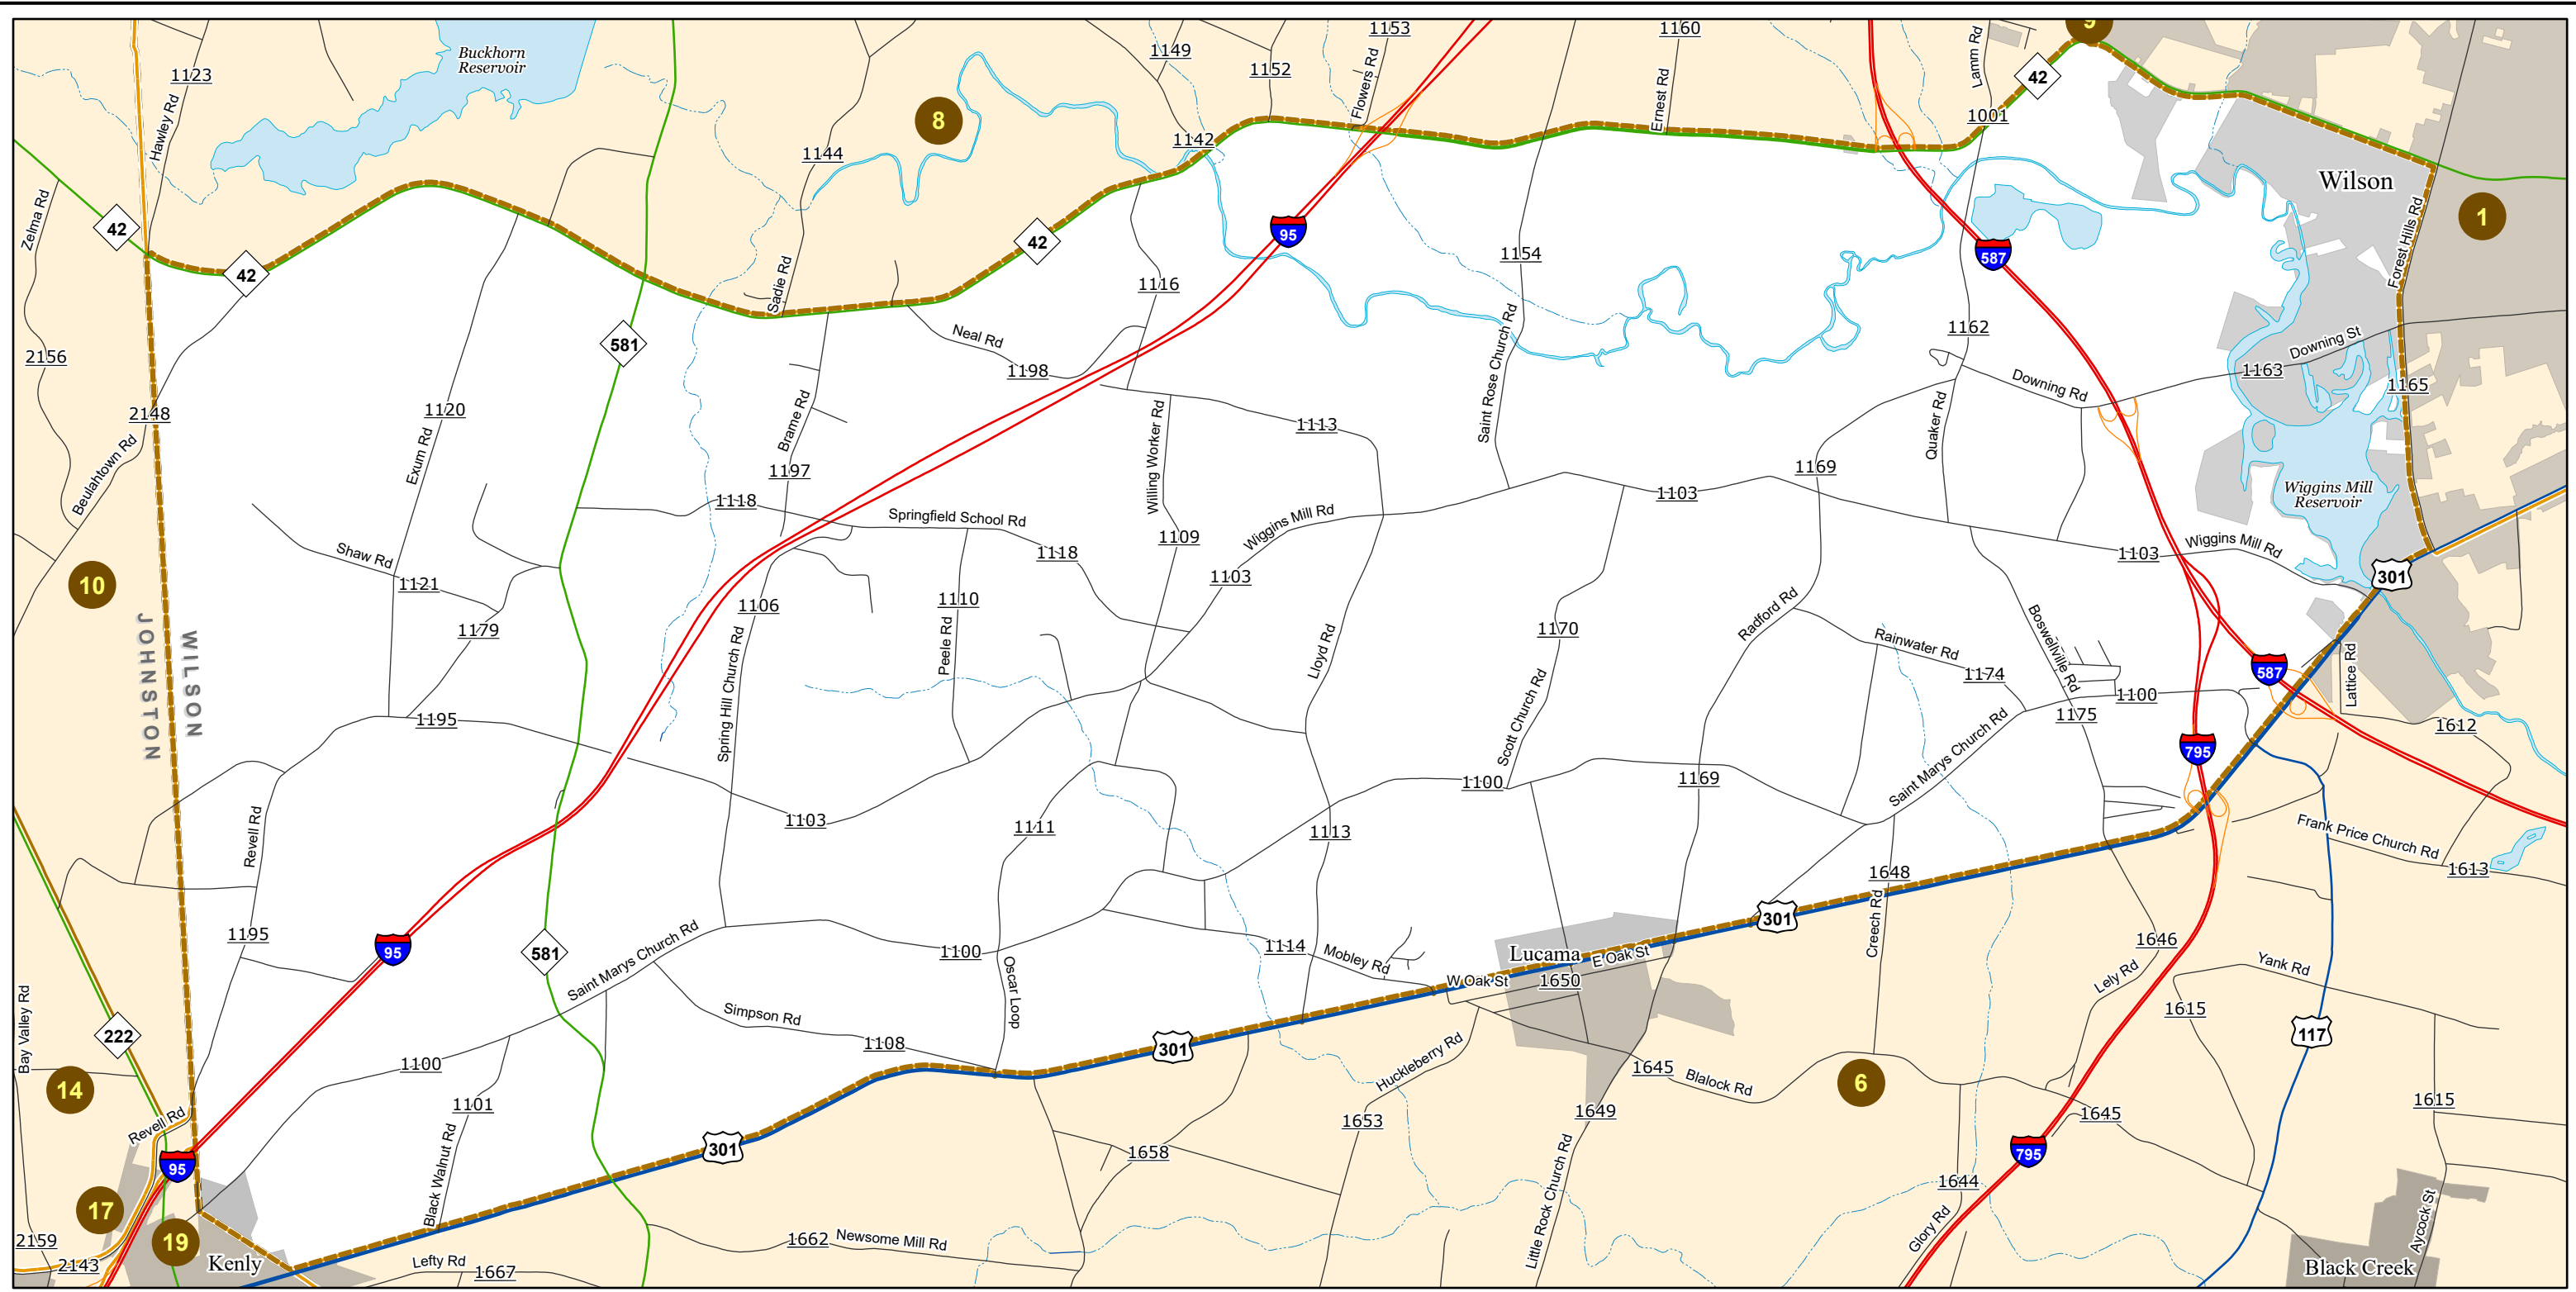 Buckhorn
Reservoir
1123
Hawley Rd
1149
1152
1153
Flowers Rd
1160
Ernest Rd
Lamm Rd
42
9
8
1142
1144
1001
Wilson
1
Zelma Rd
42
42
42
95
587
Forest Hills Rd
1154
Sadie Rd
1116
581
Neal Rd
1198
1162
Downing St
1163
1165
2156
2148
1120
Brame Rd
Willing Worker Rd
1113
Saint Rose Church Rd
Downing Rd
Quaker Rd
Beulahtown Rd
Exum Rd
1197
1169
1118
1103
Wiggins Mill
Reservoir
Springfield School Rd
Wiggins Mill Rd
1109
1118
1103
1103
Wiggins Mill Rd
Shaw Rd
1121
301
10
1106
1110
1179
JOHNSTON
WILSON
Spring Hill Church Rd
Peele Rd
Lloyd Rd
1170
Radford Rd
Rainwater Rd
1174
Boswellville Rd
Scott Church Rd
587
Lattice Rd
1100
1175
1195
1612
795
Saint Marys Church Rd
1100
1169
1103
1111
1113
Revell Rd
Frank Price Church Rd
1613
1648
301
Creech Rd
1195
95
581
Saint Marys Church Rd
1100
Oscar Loop
1114
Mobley Rd
Lucama
E Oak St
W Oak St
1650
1646
Lely Rd
Yank Rd
1615
Bay Valley Rd
222
Simpson Rd
1108
301
117
1100
Huckleberry Rd
1645
Blalock Rd
6
14
1101
1653
1649
1645
1615
Revell Rd
Black Walnut Rd
301
1658
Little Rock Church Rd
795
95
1644
17
19
Glory Rd
Aycock St
2159
2143
Kenly
Lefty Rd
1667
1662
Newsome Mill Rd
Black Creek